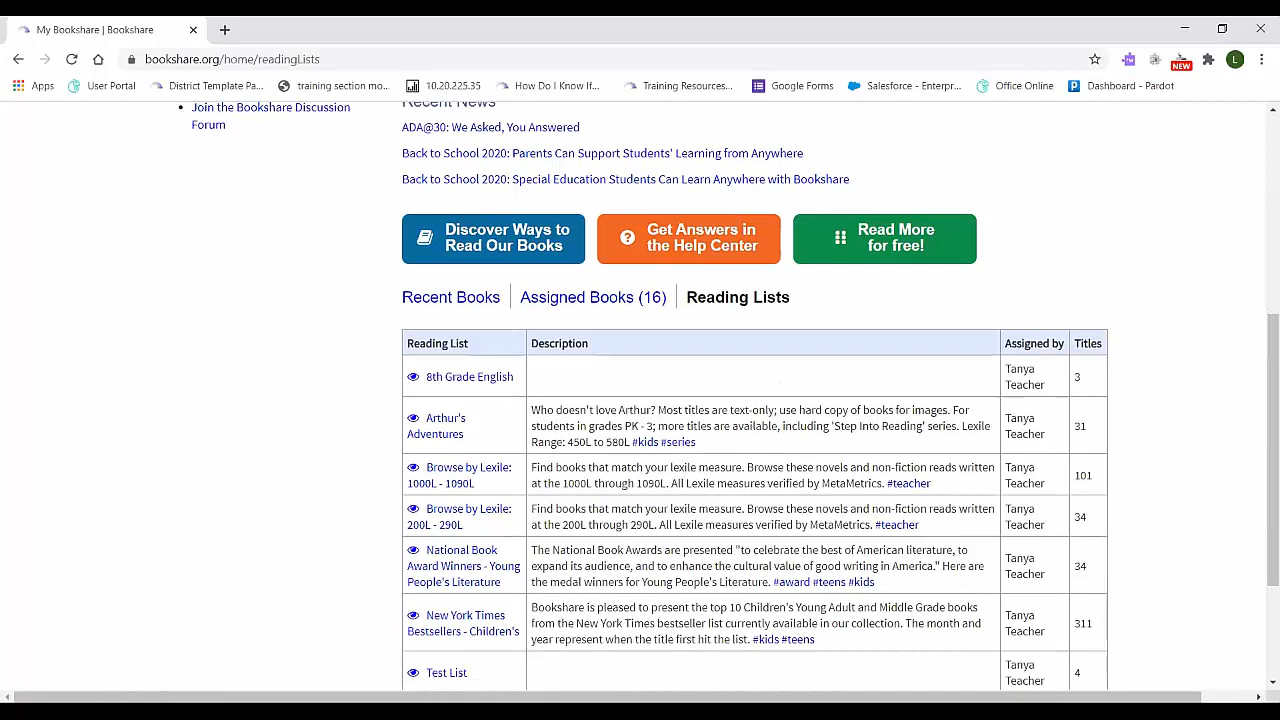 My Bookshare | Bookshare
bookshare.org/home/readingLists
NEW
L
Apps
User Portal
District Template Pa...
training section mo...
10.20.225.35
How Do I Know If...
Training Resources...
Google Forms
Salesforce - Enterpr...
Office Online
Dashboard - Pardot
Join the Bookshare Discussion
Forum
Recent News
ADA@30: We Asked, You Answered
Back to School 2020: Parents Can Support Students' Learning from Anywhere
Back to School 2020: Special Education Students Can Learn Anywhere with Bookshare
Discover Ways to
Read Our Books
Get Answers in
the Help Center
Read More
for free!
Recent Books
Assigned Books (16)
Reading Lists
Reading List
Description
Assigned by
Titles
8th Grade English
Tanya
Teacher
3
Arthur's
Adventures
Who doesn't love Arthur? Most titles are text-only; use hard copy of books for images. For
students in grades PK - 3; more titles are available, including 'Step Into Reading' series. Lexile
Range: 450L to 580L #kids #series
Tanya
Teacher
31
Browse by Lexile:
1000L - 1090L
Find books that match your lexile measure. Browse these novels and non-fiction reads written
at the 1000L through 1090L. All Lexile measures verified by MetaMetrics. #teacher
Tanya
Teacher
101
Browse by Lexile:
200L - 290L
Find books that match your lexile measure. Browse these novels and non-fiction reads written
at the 200L through 290L. All Lexile measures verified by MetaMetrics. #teacher
Tanya
Teacher
34
National Book
Award Winners - Young
People's Literature
The National Book Awards are presented "to celebrate the best of American literature, to
expand its audience, and to enhance the cultural value of good writing in America." Here are
the medal winners for Young People's Literature. #award #teens #kids
Tanya
Teacher
34
New York Times
Bestsellers - Children's
Bookshare is pleased to present the top 10 Children's Young Adult and Middle Grade books
from the New York Times bestseller list currently available in our collection. The month and
year represent when the title first hit the list. #kids #teens
Tanya
Teacher
311
Test List
Tanya
Teacher
4